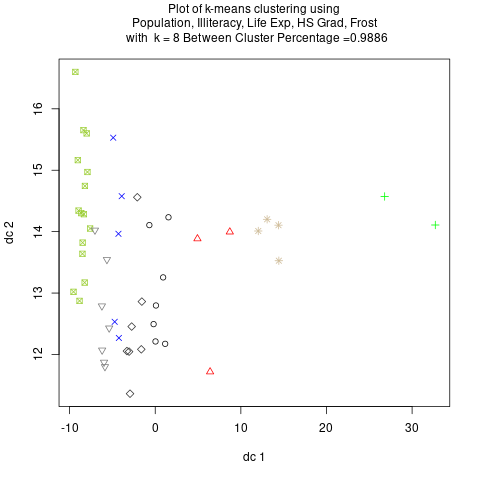 Plot of k-means clustering using
Population, Illiteracy, Life Exp, HS Grad, Frost
with  k = 8 Between Cluster Percentage =0.9886
16
15
14
13
12
dc 2
-10
0
10
20
30
dc 1